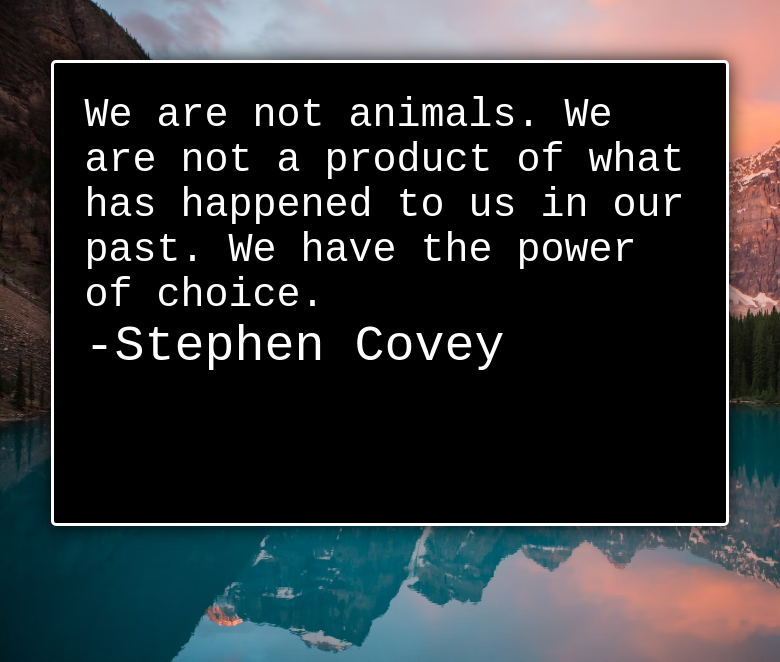 We are not animals. We
are not a product of what
has happened to us in our
past. We have the power
of choice.
-Stephen Covey